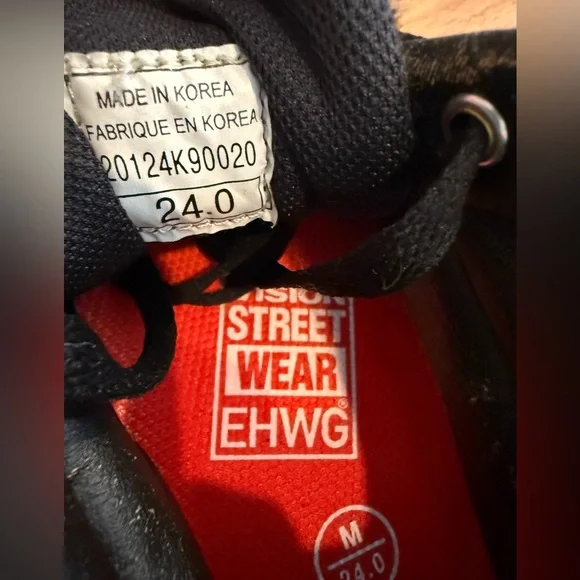 MADE IN KOREA
FABRIQUE EN KOREA
20124K90020
24.0
VISION
STREET
WEAR
EHWG®
M
24.0